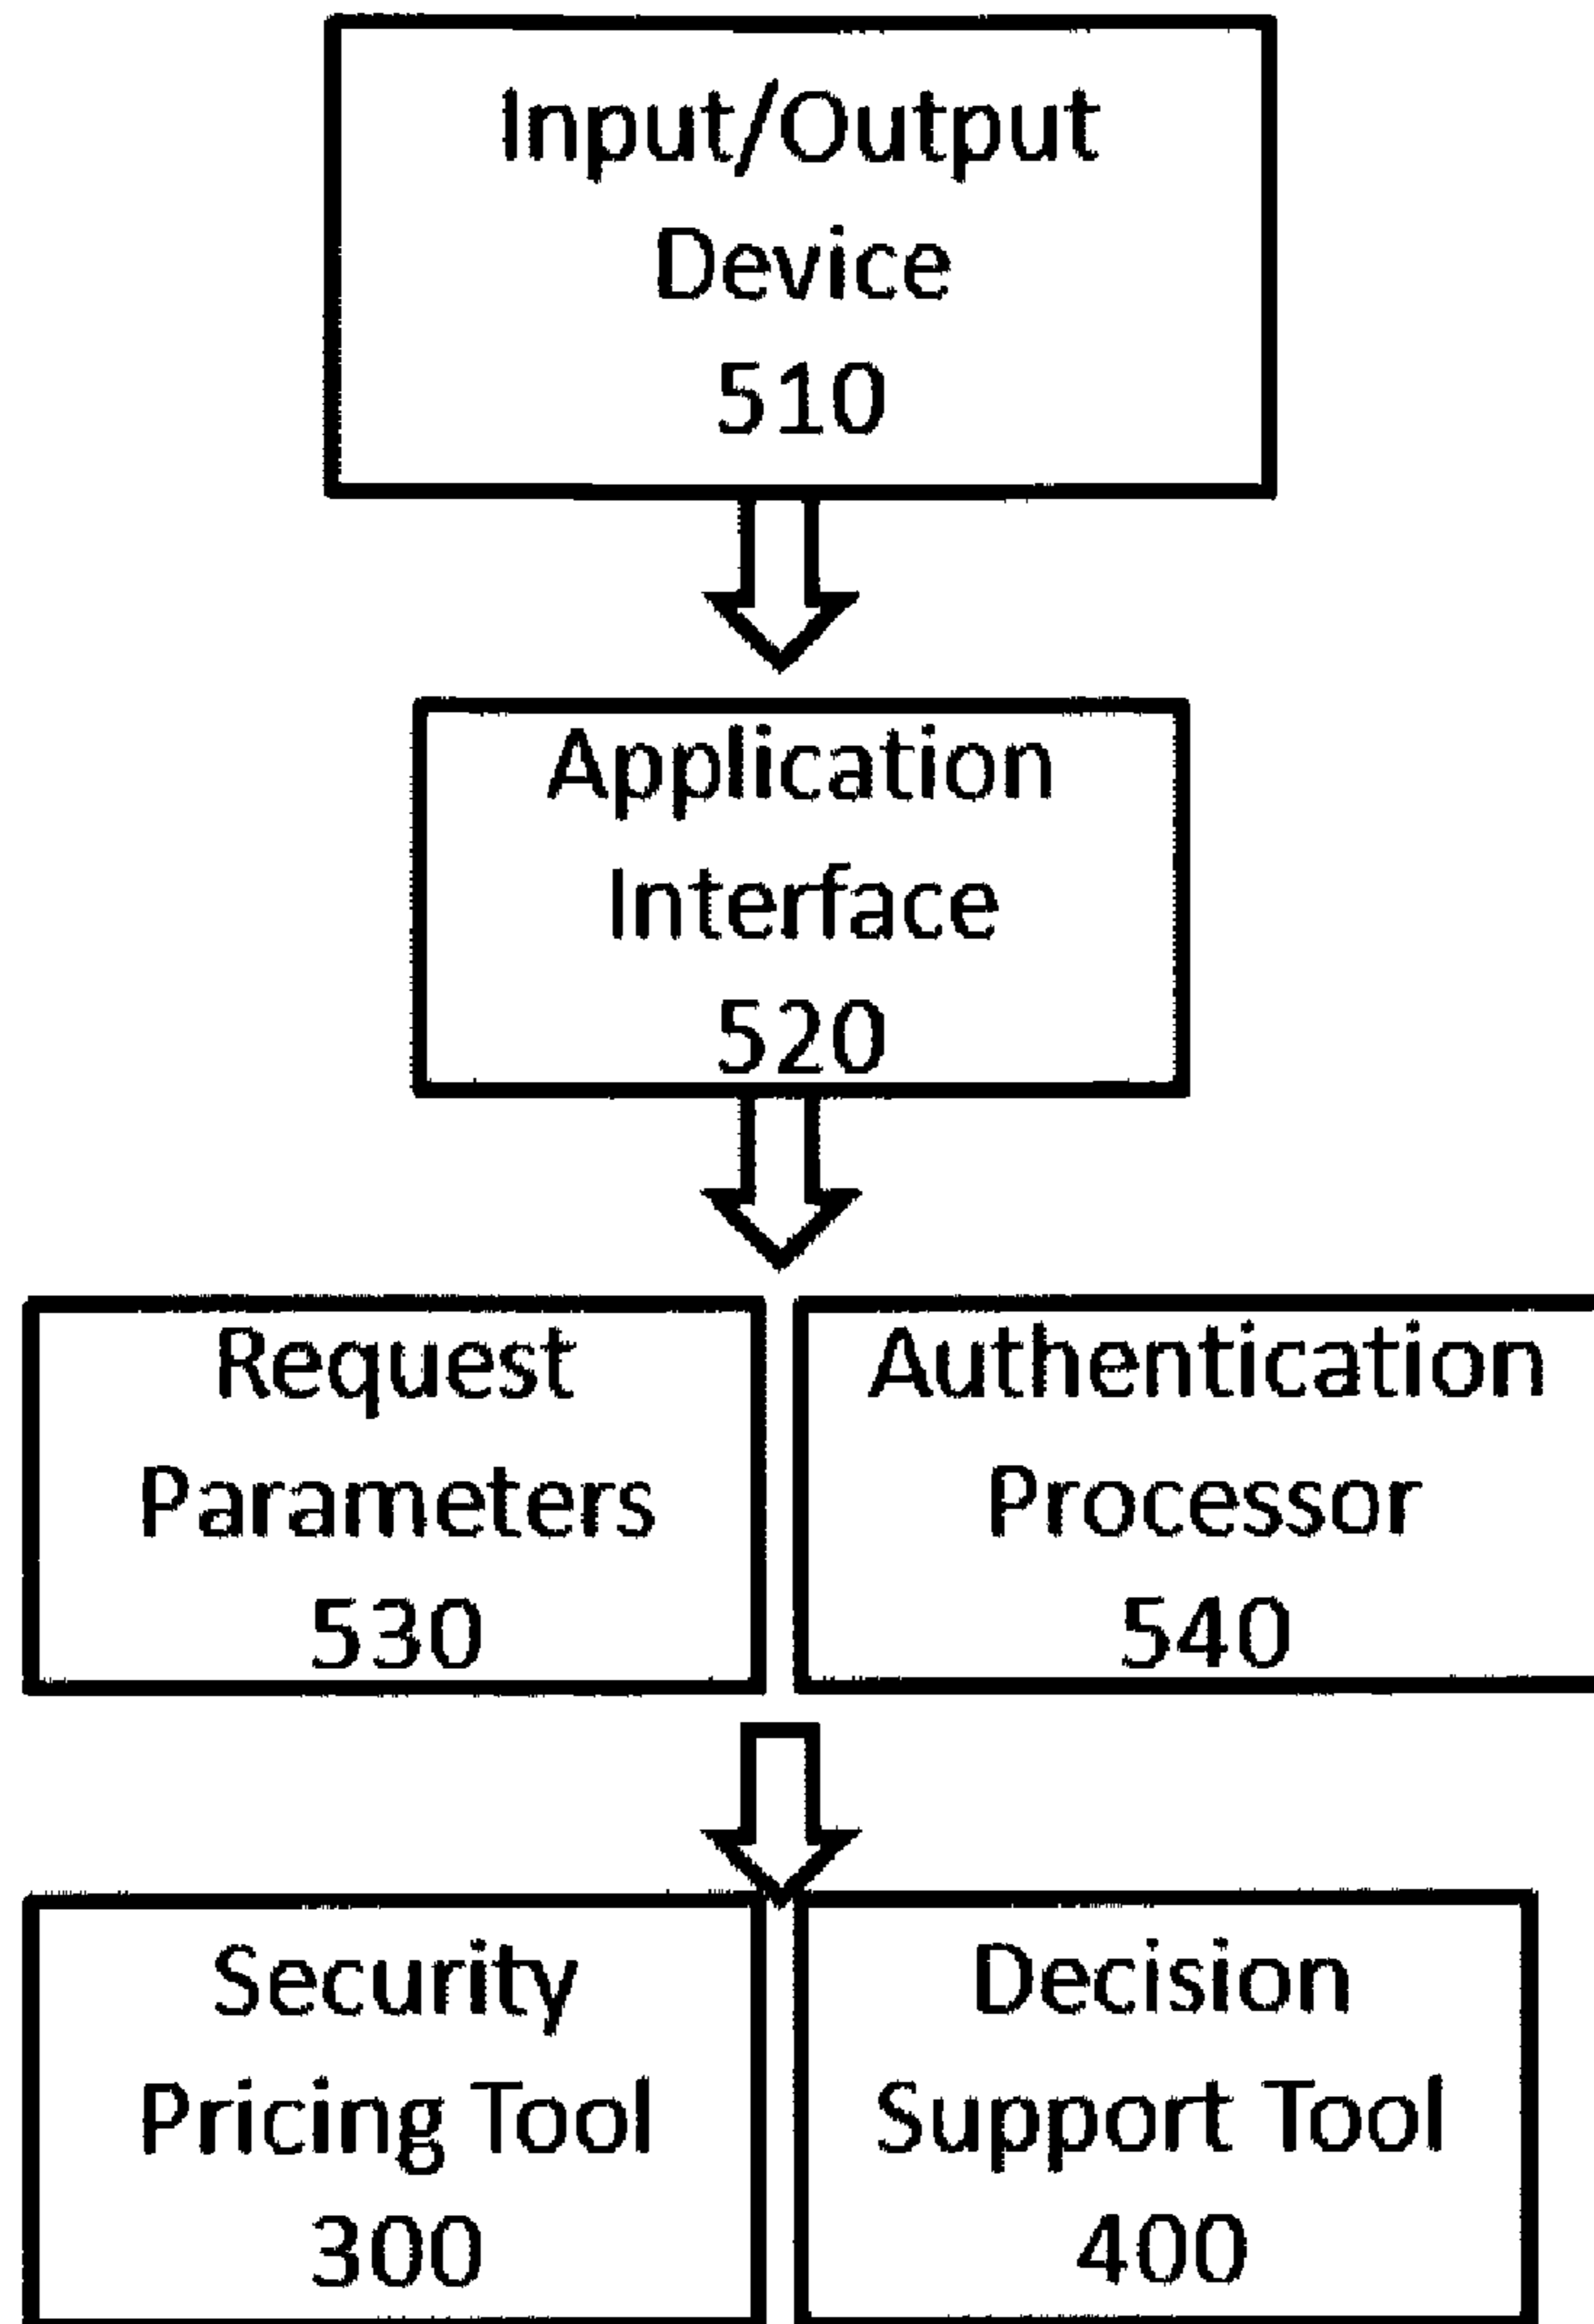 Input/Output
Device
510
Application
Interface
520
Request
Parameters
530
Authentication
Processor
540
Security
Pricing Tool
300
Decision
Support Tool
400